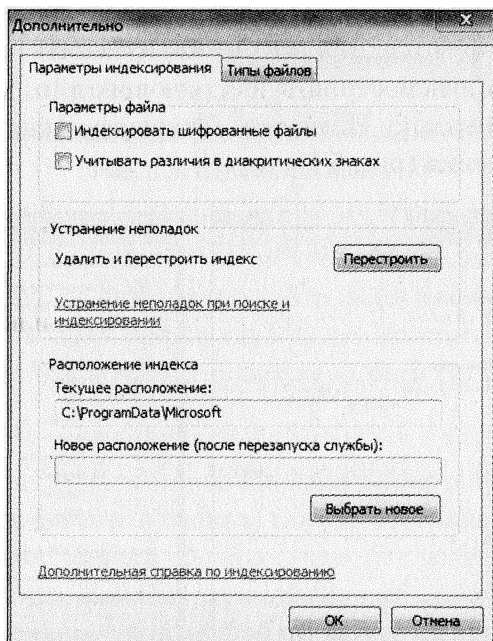 Дополнительно
Параметры индексирования Типы файлов
Параметры файла
Индексировать шифрованные файлы
Учитывать различия в диакритических знаках
Устранение неполадок
Удалить и перестроить индекс Перестроить
Устранение неполадок при поиске и
индексировании
Расположение индекса
Текущее расположение:
C:\ProgramData\Microsoft
Новое расположение (после перезапуска службы):
Выбрать новое
Дополнительная справка по индексированию
ОК Отмена